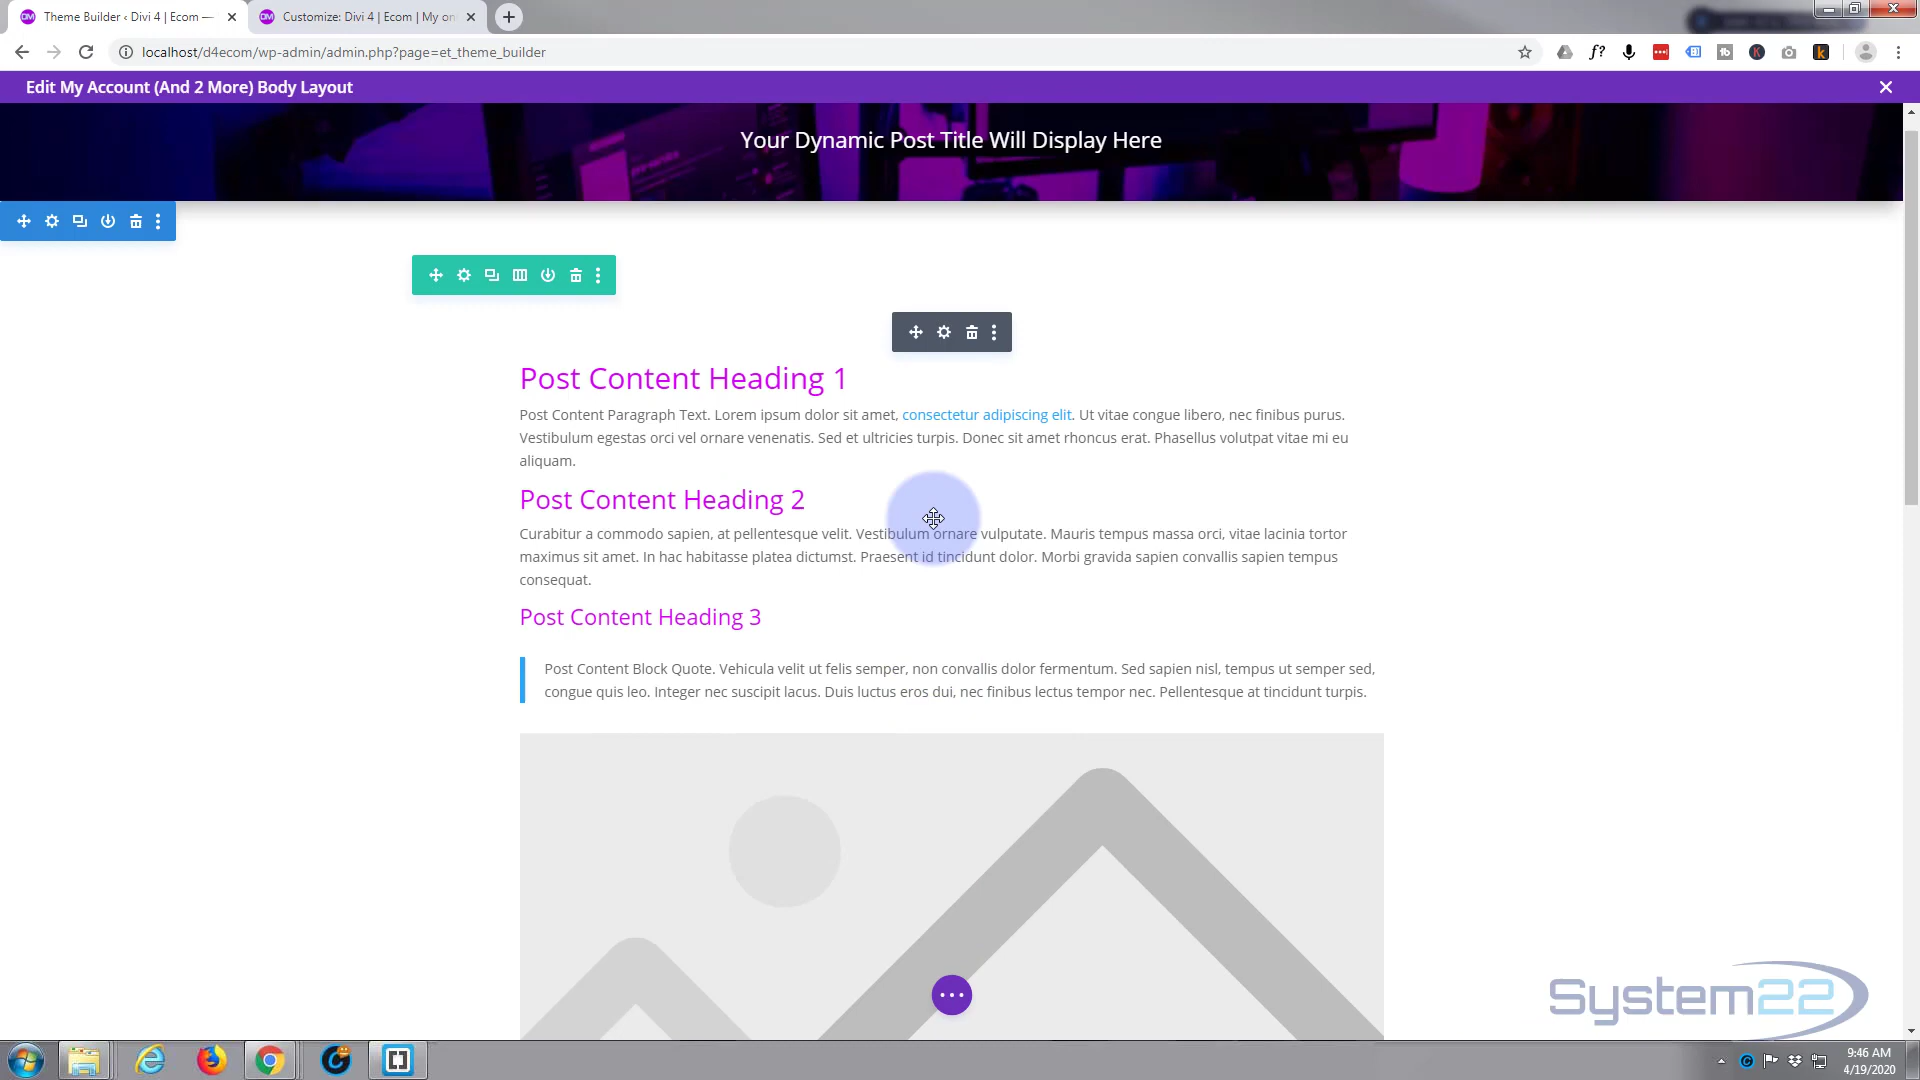 Theme Builder ‹ Divi 4 | Ecom —
Customize: Divi 4 | Ecom | My on
localhost/d4ecom/wp-admin/admin.php?page=et_theme_builder
Edit My Account (And 2 More) Body Layout
Your Dynamic Post Title Will Display Here
Post Content Heading 1
Post Content Paragraph Text. Lorem ipsum dolor sit amet, consectetur adipiscing elit. Ut vitae congue libero, nec finibus purus.
Vestibulum egestas orci vel ornare venenatis. Sed et ultricies turpis. Donec sit amet rhoncus erat. Phasellus volutpat vitae mi eu
aliquam.
Post Content Heading 2
Curabitur a commodo sapien, at pellentesque velit. Vestibulum ornare vulputate. Mauris tempus massa orci, vitae lacinia tortor
maximus sit amet. In hac habitasse platea dictumst. Praesent id tincidunt dolor. Morbi gravida sapien convallis sapien tempus
consequat.
Post Content Heading 3
Post Content Block Quote. Vehicula velit ut felis semper, non convallis dolor fermentum. Sed sapien nisl, tempus ut semper sed,
congue quis leo. Integer nec suscipit lacus. Duis luctus eros dui, nec finibus lectus tempor nec. Pellentesque at tincidunt turpis.
System22
9:46 AM
4/19/2020